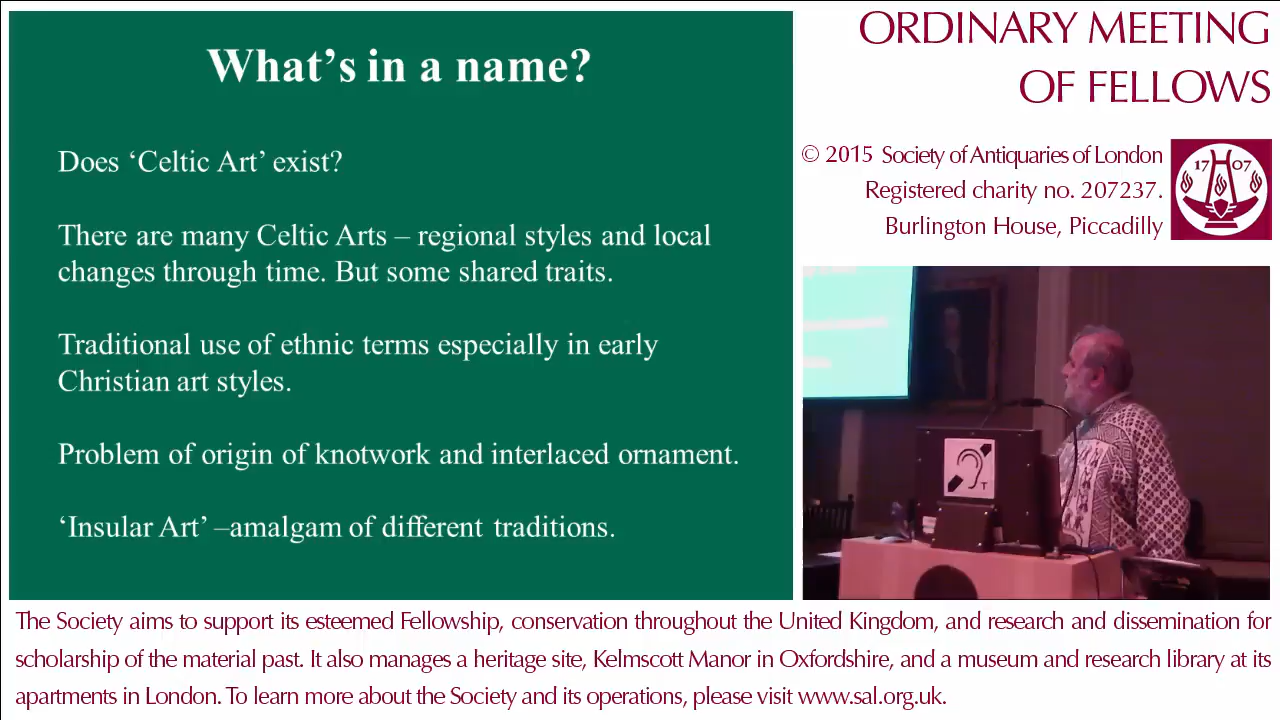 What's in a name?
Does ‘Celtic Art’ exist?
There are many Celtic Arts – regional styles and local
changes through time. But some shared traits.
Traditional use of ethnic terms especially in early
Christian art styles.
Problem of origin of knotwork and interlaced ornament.
‘Insular Art’ –amalgam of different traditions.
ORDINARY MEETING
OF FELLOWS
© 2015 Society of Antiquaries of London
Registered charity no. 207237.
Burlington House, Piccadilly
17 07
T
The Society aims to support its esteemed Fellowship, conservation throughout the United Kingdom, and research and dissemination for
scholarship of the material past. It also manages a heritage site, Kelmscott Manor in Oxfordshire, and a museum and research library at its
apartments in London. To learn more about the Society and its operations, please visit www.sal.org.uk.